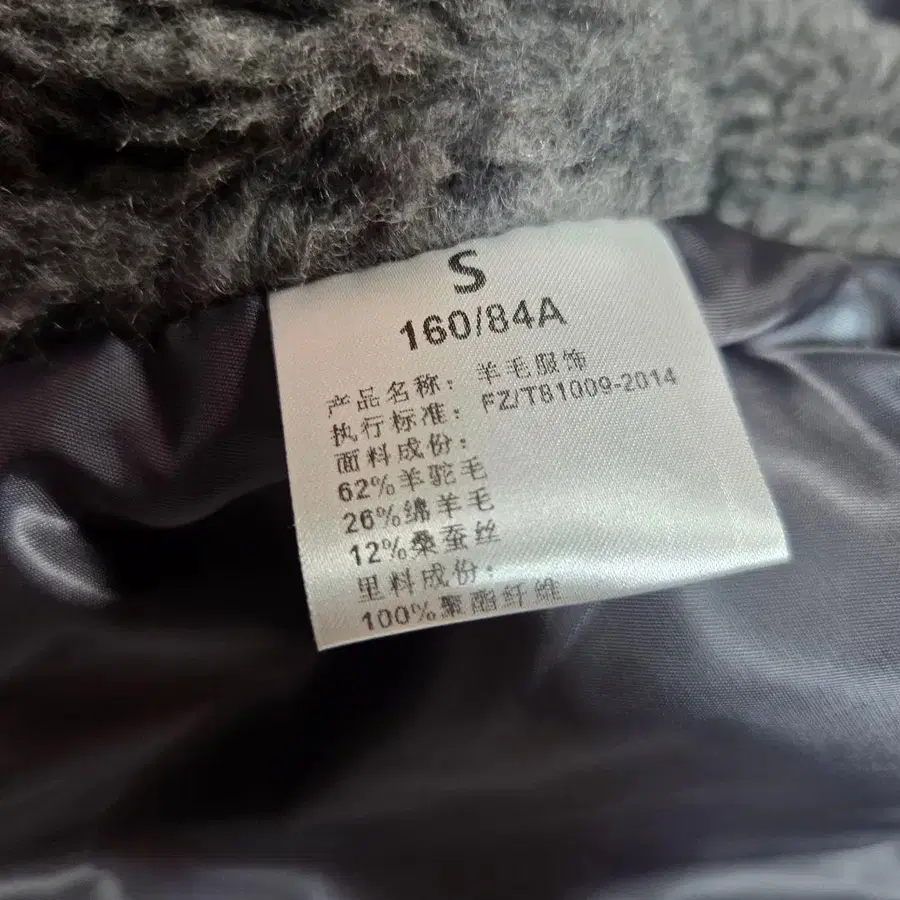 S
160/84A
产品名称：羊毛服饰
执行标准：FZ/T81009-2014
面料成份：
62%羊驼毛
26%绵羊毛
12%桑蚕丝
里料成份：
100%聚酯纤维